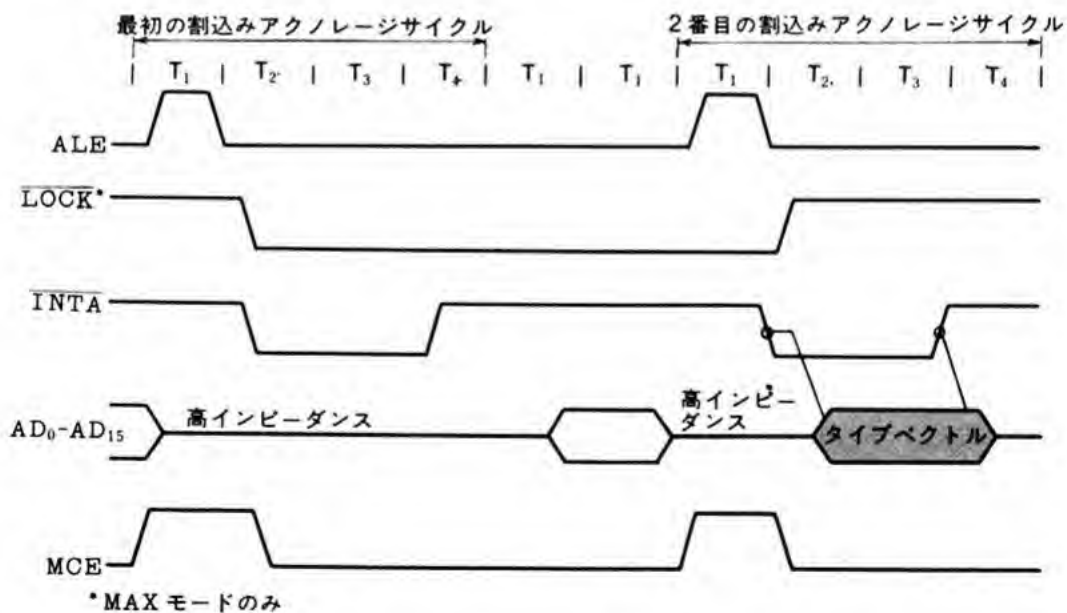 最初の割込みアクノレージサイクル
2番目の割込みアクノレージサイクル
T₁ T₂ T₃ T₄ T₁ T₁ T₁ T₂ T₃ T₄
ALE
LOCK*
INTA
高インピーダンス
高インピーダンス
AD₀-AD₁₅
タイプベクトル
MCE
*MAXモードのみ